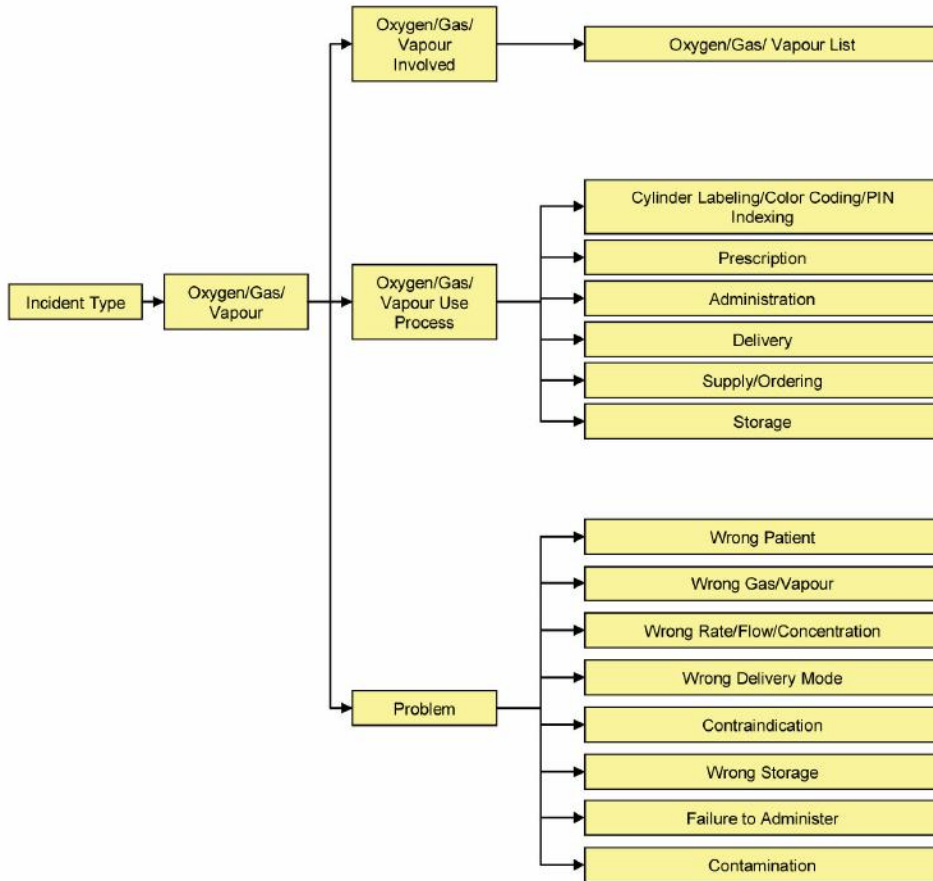 Incident Type
Oxygen/Gas/
Vapour
Oxygen/Gas/
Vapour
Involved
Oxygen/Gas/ Vapour List
Oxygen/Gas/
Vapour Use
Process
Cylinder Labeling/Color Coding/PIN
Indexing
Prescription
Administration
Delivery
Supply/Ordering
Storage
Problem
Wrong Patient
Wrong Gas/Vapour
Wrong Rate/Flow/Concentration
Wrong Delivery Mode
Contraindication
Wrong Storage
Failure to Administer
Contamination